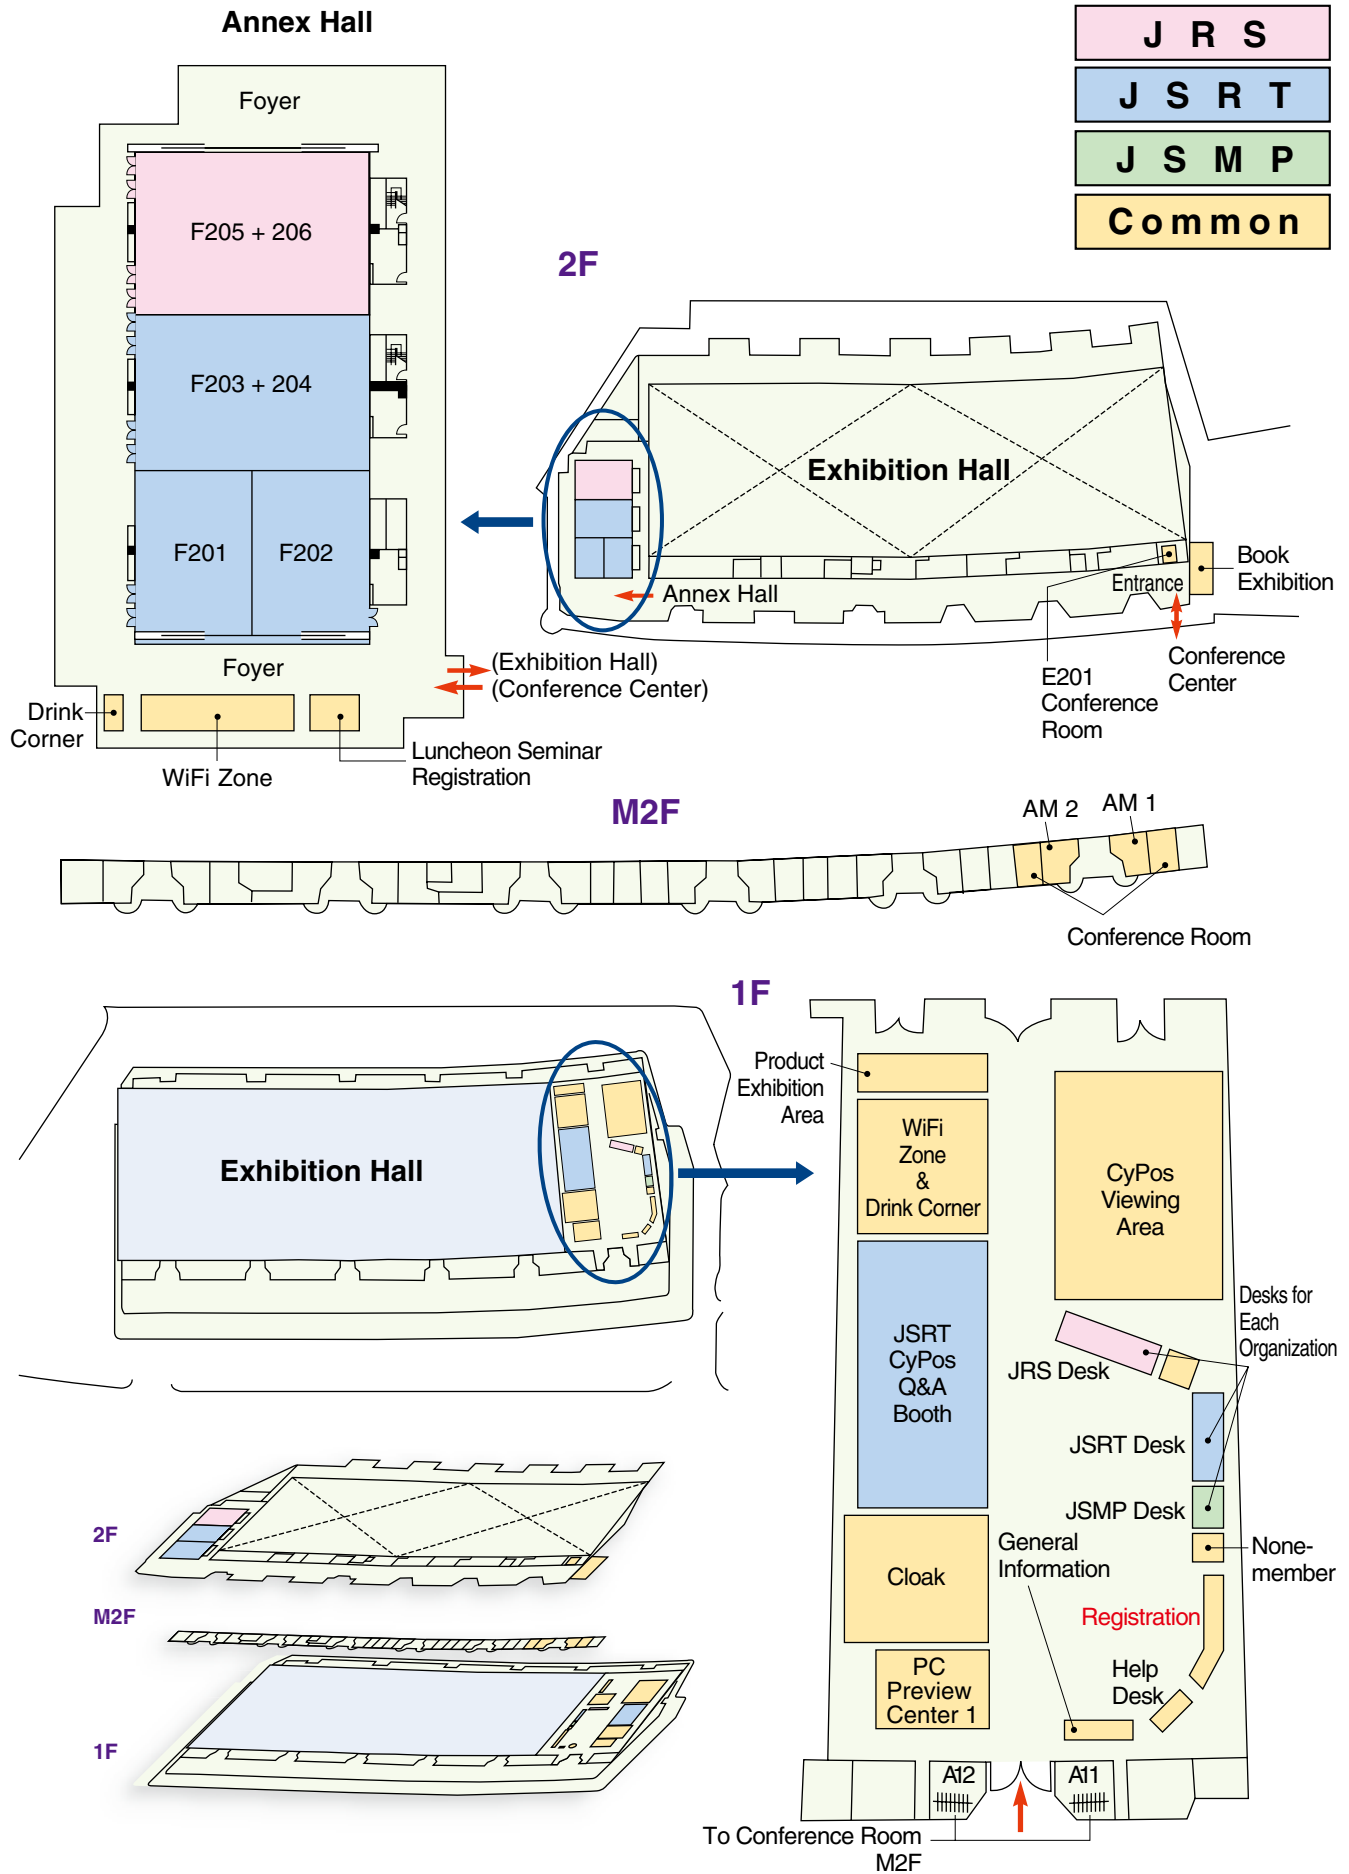 Annex Hall
J R S
J S R T
J S M P
Common
Foyer
F205 + 206
F203 + 204
F201
F202
Foyer
(Exhibition Hall)
(Conference Center)
Drink
Corner
WiFi Zone
Luncheon Seminar
Registration
2F
Exhibition Hall
Annex Hall
Entrance
Book
Exhibition
E201
Conference
Room
Conference
Center
M2F
AM 2
AM 1
Conference Room
1F
Exhibition Hall
Product
Exhibition
Area
WiFi
Zone
&
Drink Corner
CyPos
Viewing
Area
JSRT
CyPos
Q&A
Booth
Desks for
Each
Organization
JRS Desk
JSRT Desk
JSMP Desk
General
Information
None-
member
Cloak
Registration
PC
Preview
Center 1
Help
Desk
A12
A11
To Conference Room
M2F
2F
M2F
1F